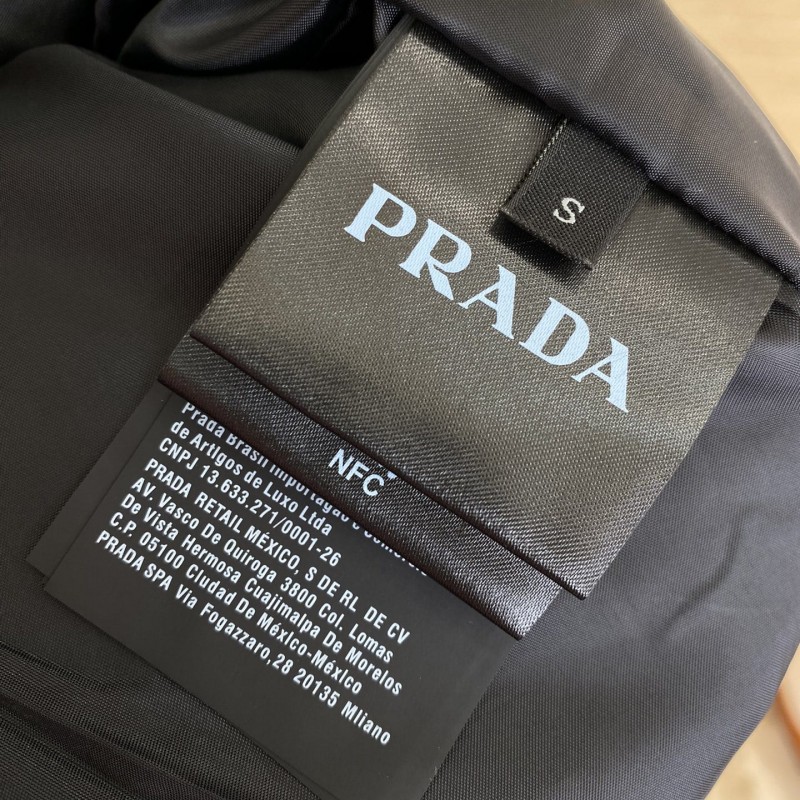 PRADA
S
NFC
Prada Brasil Importação
de Artigos de Luxo Ltda
CNPJ 13.633.271/0001-26
PRADA RETAIL MÉXICO, S DE RL DE CV
AV. Vasco De Quiroga 3800 Col. Lomas
De Vista Hermosa Cuajimalpa De Morelos
C.P. 05100 Ciudad De México-México
PRADA SPA Via Fogazzaro,28 20135 Milano